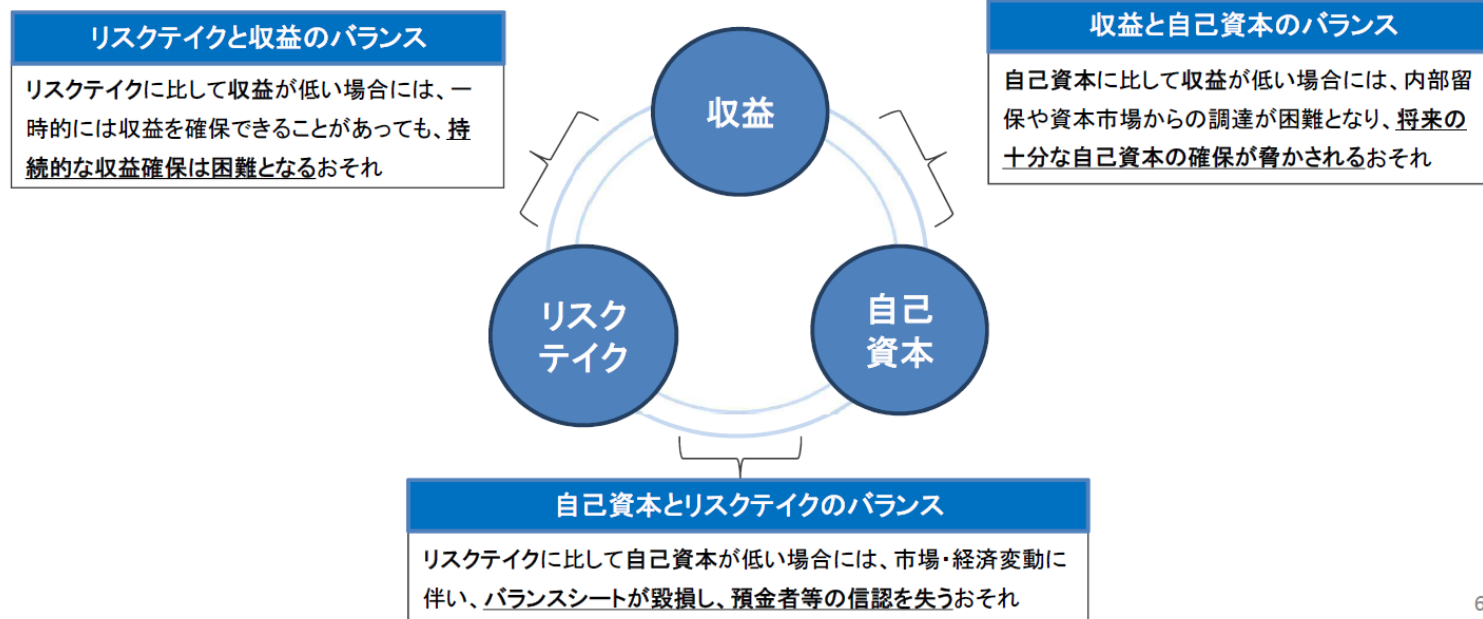 リスクテイクと収益のバランス
リスクテイクに比して収益が低い場合には、一
時的には収益を確保できることがあっても、持
続的な収益確保は困難となるおそれ
収益と自己資本のバランス
自己資本に比して収益が低い場合には、内部留
保や資本市場からの調達が困難となり、将来の
十分な自己資本の確保が脅かされるおそれ
収益
リスク
テイク
自己
資本
自己資本とリスクテイクのバランス
リスクテイクに比して自己資本が低い場合には、市場・経済変動に
伴い、バランスシートが毀損し、預金者等の信認を失うおそれ
6